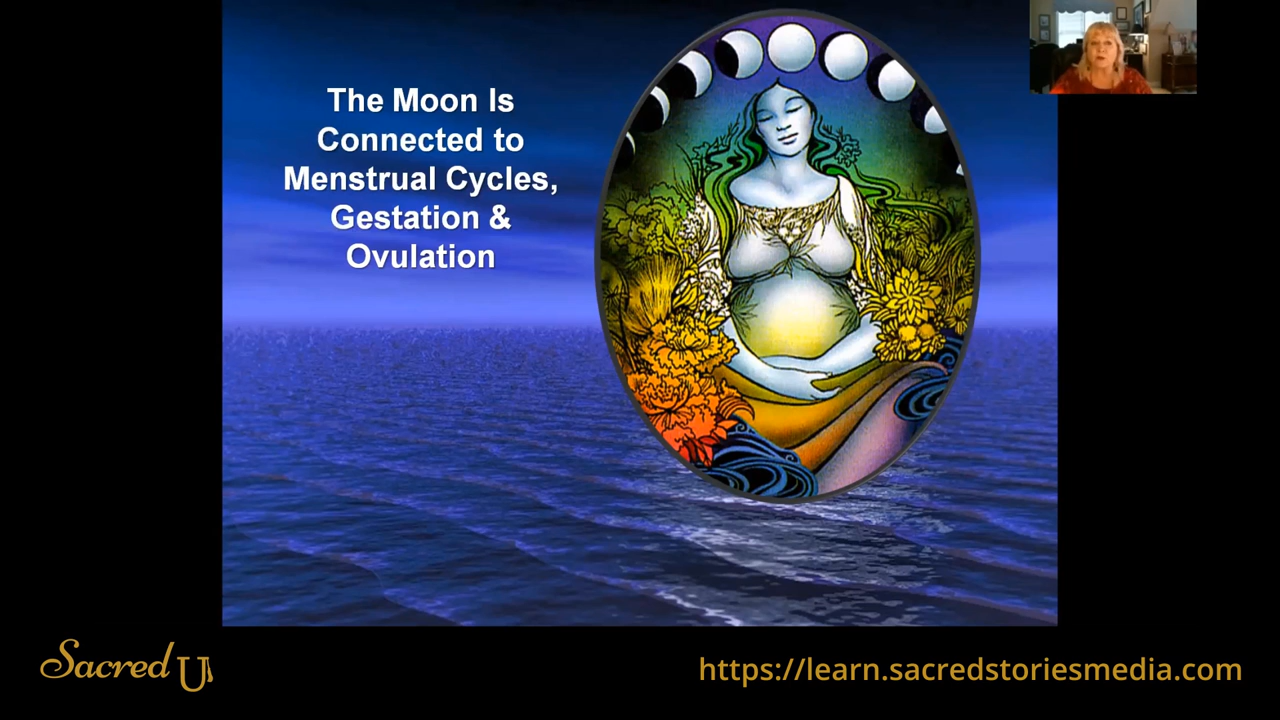 The Moon Is
Connected to
Menstrual Cycles,
Gestation &
Ovulation
Sacred U
https://learn.sacredstoriesmedia.com